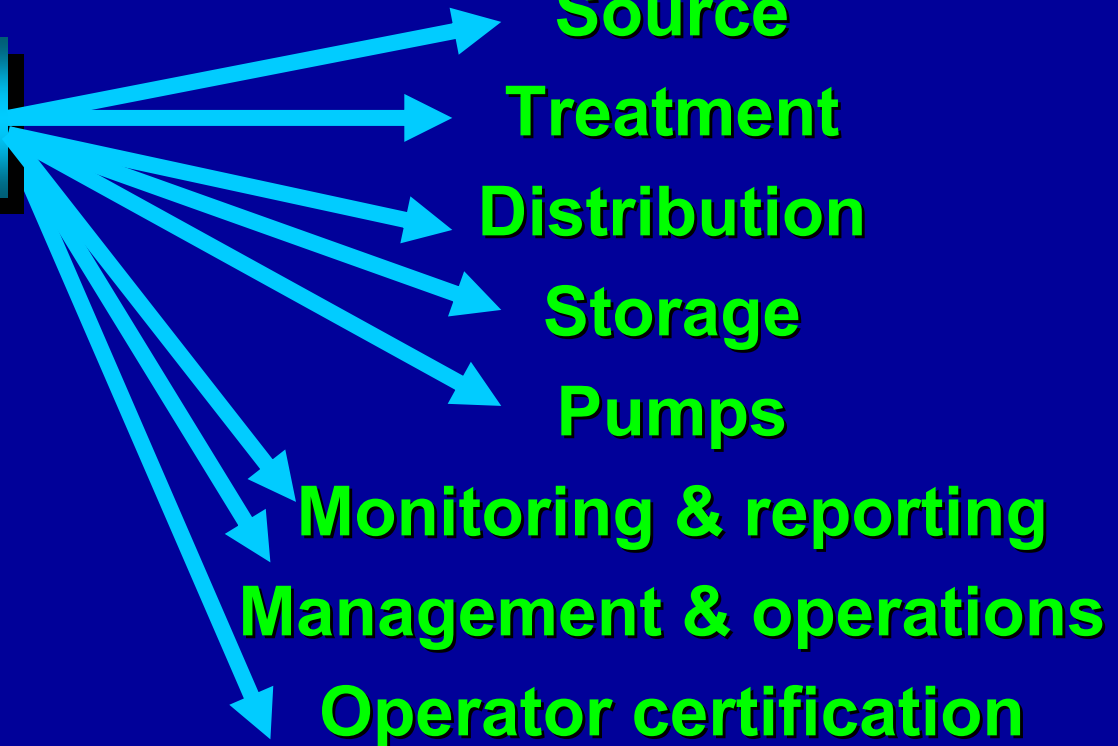 Source
Treatment
Distribution
Storage
Pumps
Monitoring & reporting
Management & operations
Operator certification